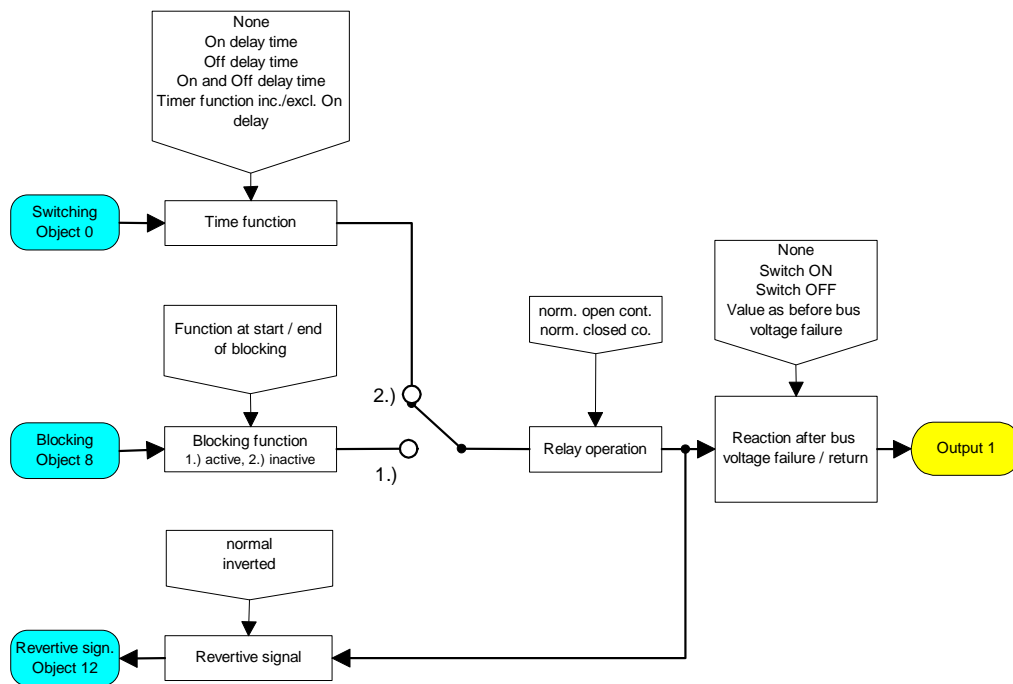 None
On delay time
Off delay time
On and Off delay time
Timer function inc./excl. On
delay
Switching
Object 0
Time function
None
Switch ON
Switch OFF
Value as before bus
voltage failure
Function at start / end
of blocking
norm. open cont.
norm. closed co.
2.)
Blocking
Object 8
Blocking function
1.) active, 2.) inactive
1.)
Relay operation
Reaction after bus
voltage failure / return
Output 1
normal
inverted
Revertive sign.
Object 12
Revertive signal